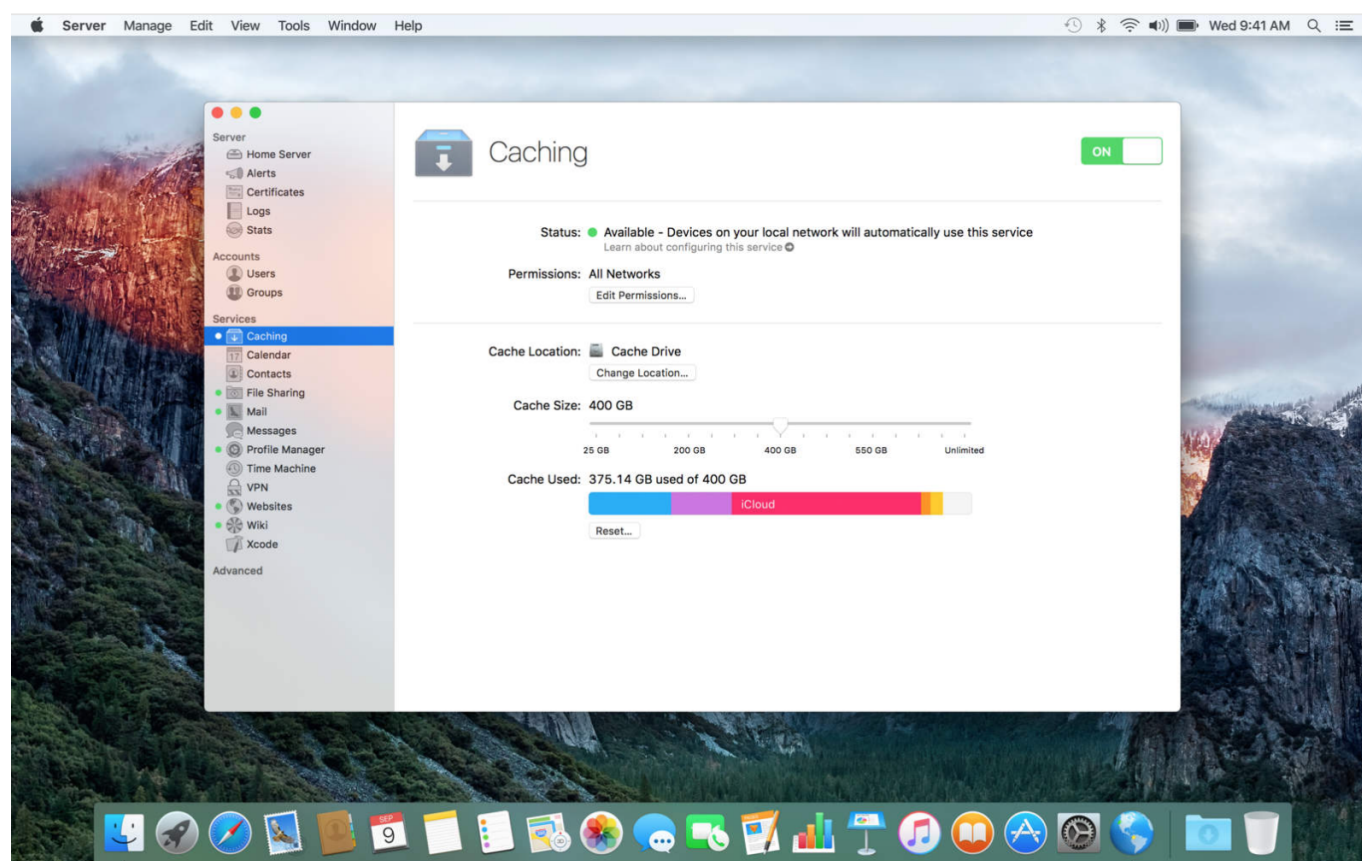 Server Manage Edit View Tools Window Help Wed 9:41 AM
Server
Home Server
Alerts
Certificates
Logs
Stats
Accounts
Users
Groups
Services
Caching
17 Calendar
Contacts
File Sharing
Mail
Messages
Profile Manager
Time Machine
VPN
Websites
Wiki
Xcode
Advanced
Caching
ON
Status: Available - Devices on your local network will automatically use this service
Learn about configuring this service
Permissions: All Networks
Edit Permissions...
Cache Location: Cache Drive
Change Location...
Cache Size: 400 GB
25 GB 200 GB 400 GB 550 GB Unlimited
Cache Used: 375.14 GB used of 400 GB
iCloud
Reset...
SEP
9